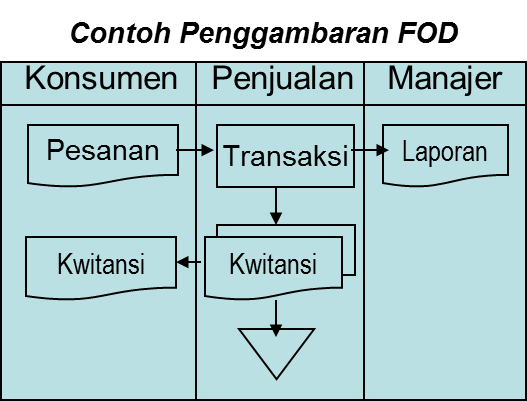 Contoh Penggambaran FOD
Konsumen Penjualan Manajer
Pesanan Transaksi Laporan
Kwitansi Kwitansi